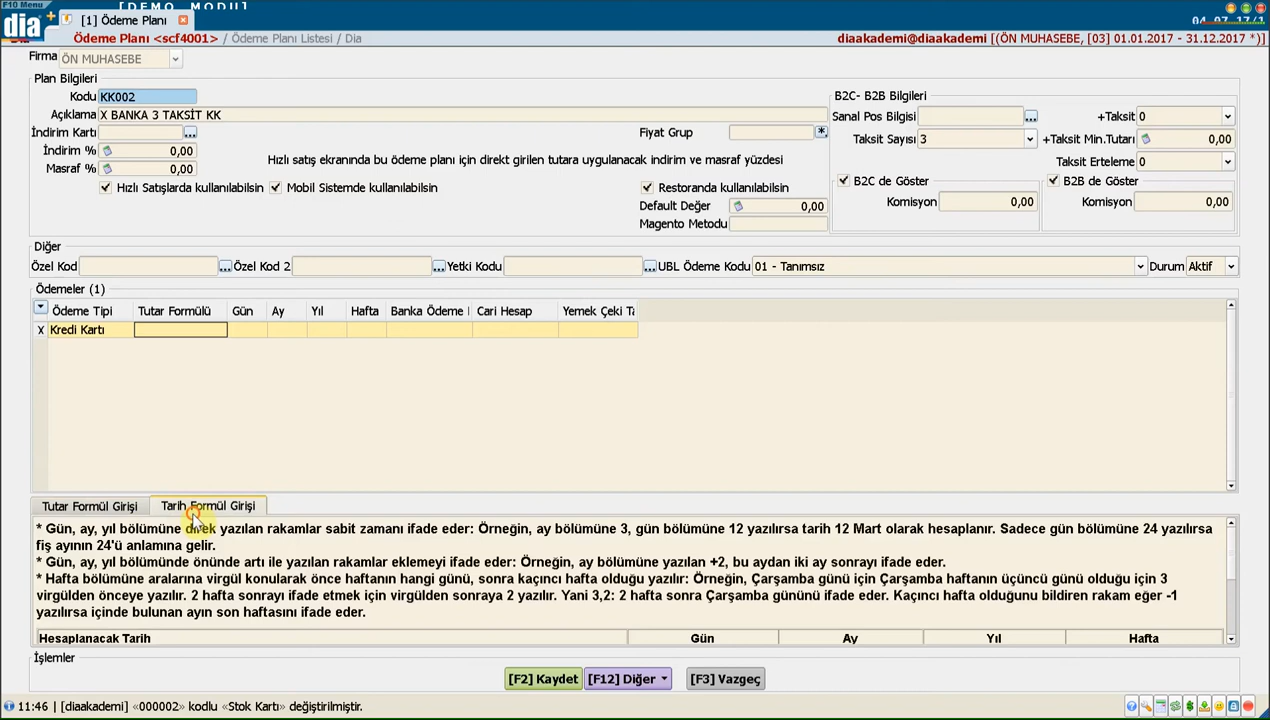 F10 Menu
[DEMO MODU]
dia
[1] Ödeme Planı
Ödeme Planı <scf4001> / Ödeme Planı Listesi / Dia
diaakademi@diaakademi [(ÖN MUHASEBE, [03] 01.01.2017 - 31.12.2017 *)]
Firma ÖN MUHASEBE
Plan Bilgileri
Kodu KK002
Açıklama X BANKA 3 TAKSİT KK
İndirim Kartı
Fiyat Grup
İndirim % 0,00
Masraf % 0,00
Hızlı satış ekranında bu ödeme planı için direkt girilen tutara uygulanacak indirim ve masraf yüzdesi
Hızlı Satışlarda kullanılabilsin
Mobil Sistemde kullanılabilsin
Restoranda kullanılabilsin
Default Değer 0,00
Magento Metodu
B2C- B2B Bilgileri
Sanal Pos Bilgisi ... +Taksit 0
Taksit Sayısı 3 +Taksit Min.Tutarı 0,00
Taksit Erteleme 0
B2C de Göster
Komisyon 0,00
B2B de Göster
Komisyon 0,00
Diğer
Özel Kod ... Özel Kod 2 ... Yetki Kodu ... UBL Ödeme Kodu 01 - Tanımsız Durum Aktif
Ödemeler (1)
Ödeme Tipi Tutar Formülü Gün Ay Yıl Hafta Banka Ödeme Cari Hesap Yemek Çeki
X Kredi Kartı
Tutar Formül Girişi Tarih Formül Girişi
* Gün, ay, yıl bölümüne direk yazılan rakamlar sabit zamanı ifade eder: Örneğin, ay bölümüne 3, gün bölümüne 12 yazılırsa tarih 12 Mart olarak hesaplanır. Sadece gün bölümüne 24 yazılırsa
fiş ayının 24'ü anlamına gelir.
* Gün, ay, yıl bölümünde önünde artı ile yazılan rakamlar eklemeyi ifade eder: Örneğin, ay bölümüne yazılan +2, bu aydan iki ay sonrayı ifade eder.
* Hafta bölümüne aralarına virgül konularak önce haftanın hangi günü, sonra kaçıncı hafta olduğu yazılır: Örneğin, Çarşamba günü için Çarşamba haftanın üçüncü günü olduğu için 3
virgülden önceye yazılır. 2 hafta sonrayı ifade etmek için virgülden sonraya 2 yazılır. Yani 3,2: 2 hafta sonra Çarşamba gününü ifade eder. Kaçıncı hafta olduğunu bildiren rakam eğer -1
yazılırsa içinde bulunan ayın son haftasını ifade eder.
Hesaplanacak Tarih Gün Ay Yıl Hafta
İşlemler
[F2] Kaydet [F12] Diğer [F3] Vazgeç
11:46 | [diaakademi] «000002» kodlu «Stok Kartı» değiştirilmiştir.